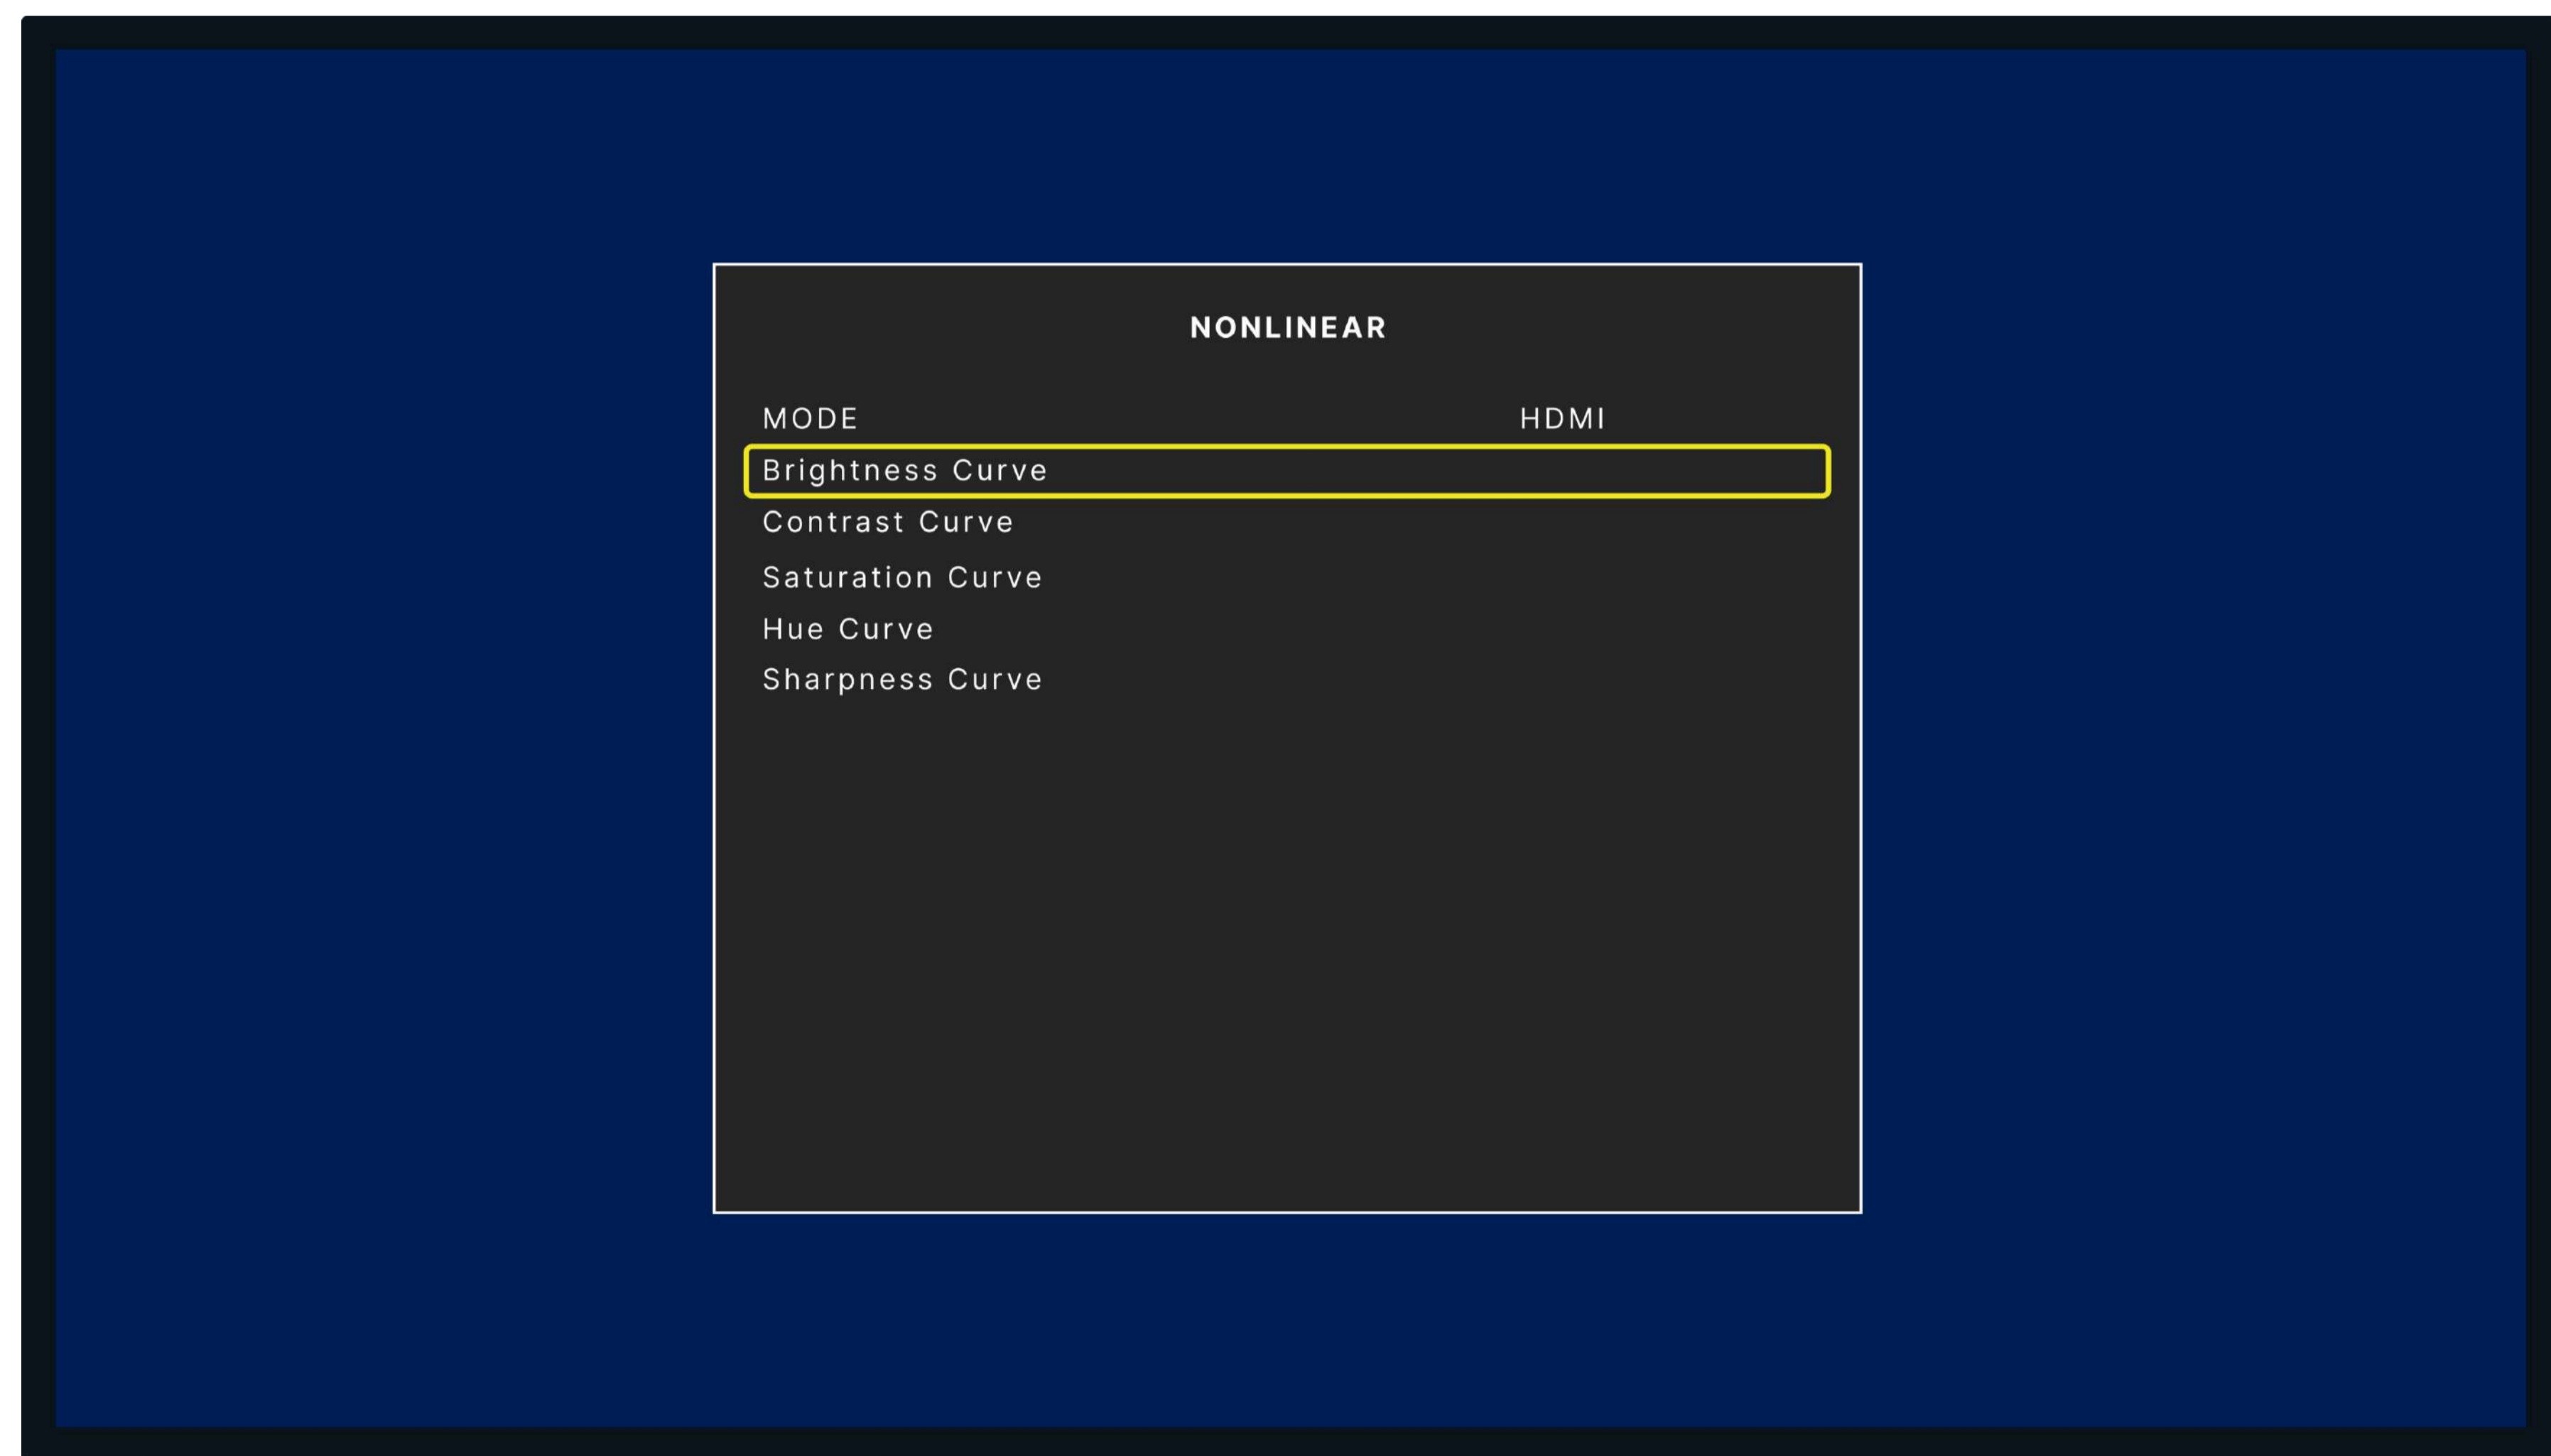 NONLINEAR
MODE HDMI
Brightness Curve
Contrast Curve
Saturation Curve
Hue Curve
Sharpness Curve